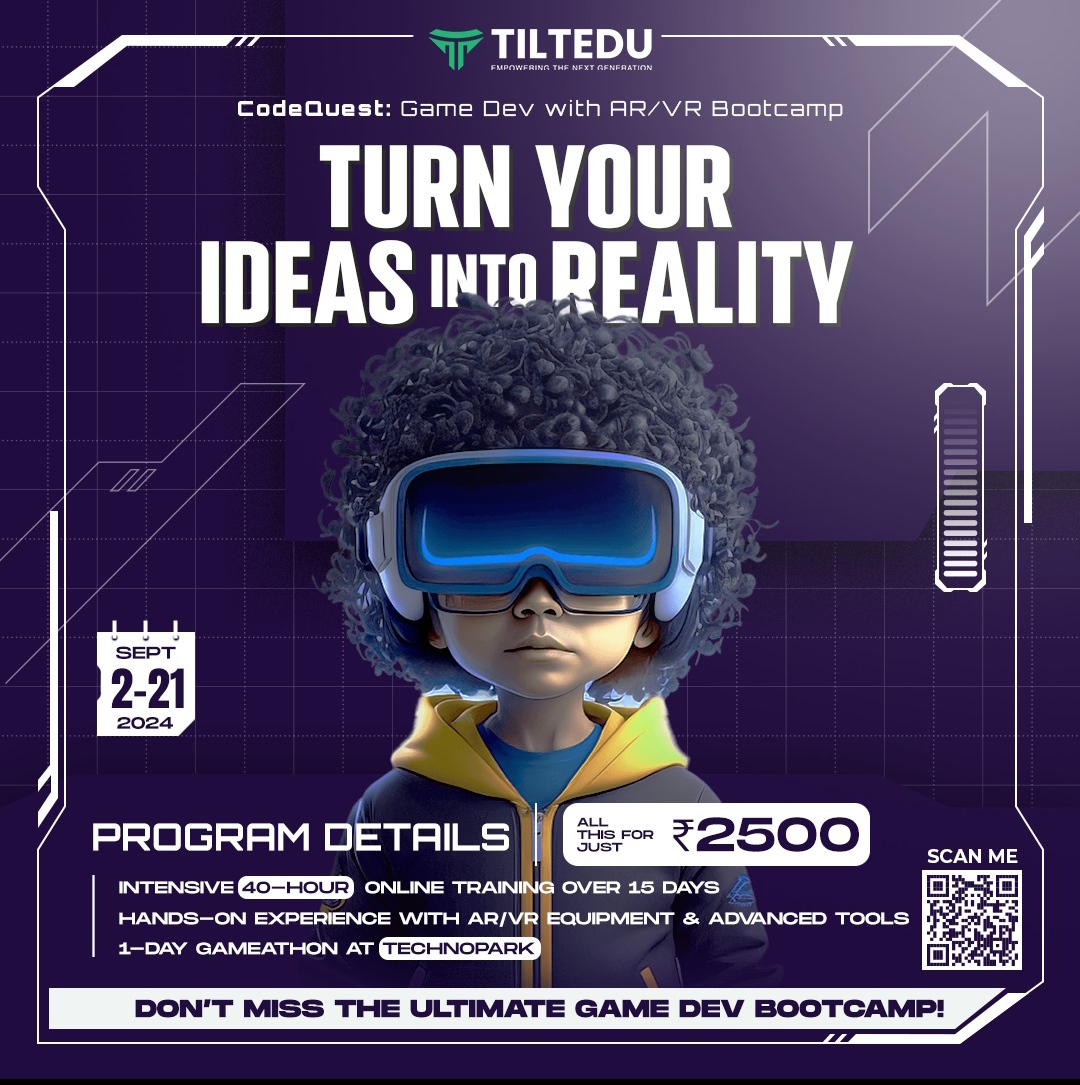 TILTEDU
EMPOWERING THE NEXT GENERATION
CodeQuest: Game Dev with AR/VR Bootcamp
TURN YOUR
IDEAS INTO REALITY
SEPT
2-21
2024
PROGRAM DETAILS
ALL
THIS FOR
JUST
₹2500
INTENSIVE 40-HOUR ONLINE TRAINING OVER 15 DAYS
HANDS-ON EXPERIENCE WITH AR/VR EQUIPMENT & ADVANCED TOOLS
1-DAY GAMEATHON AT TECHNOPARK
SCAN ME
DON'T MISS THE ULTIMATE GAME DEV BOOTCAMP!